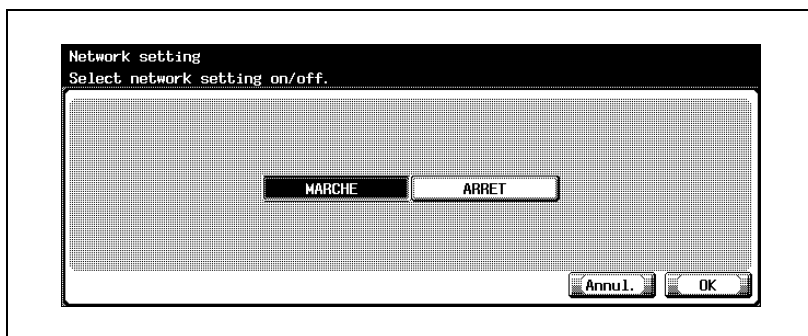 Network setting
Select network setting on/off.
MARCHE ARRET
Annul. OK